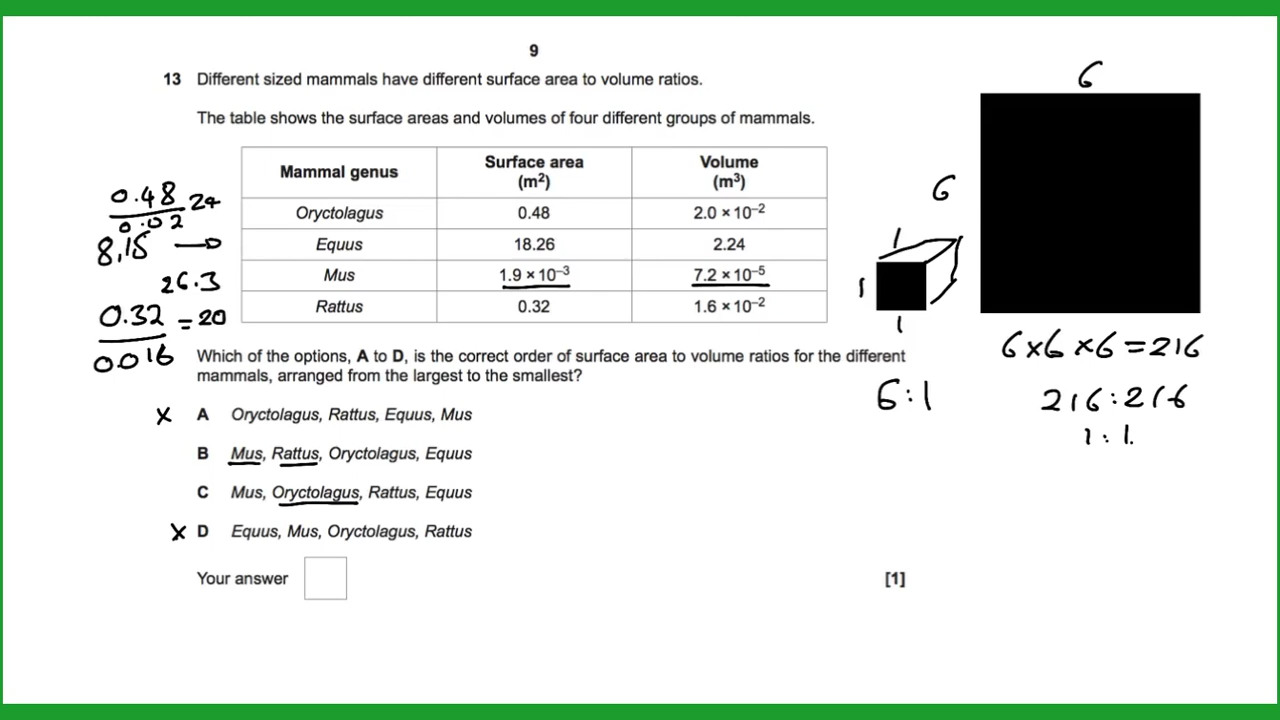 9
13 Different sized mammals have different surface area to volume ratios.
The table shows the surface areas and volumes of four different groups of mammals.
Mammal genus Surface area (m²) Volume (m³)
Oryctolagus 0.48 2.0 × 10⁻²
Equus 18.26 2.24
Mus 1.9 × 10⁻³ 7.2 × 10⁻⁵
Rattus 0.32 1.6 × 10⁻²
Which of the options, A to D, is the correct order of surface area to volume ratios for the different
mammals, arranged from the largest to the smallest?
x A Oryctolagus, Rattus, Equus, Mus
B Mus, Rattus, Oryctolagus, Equus
C Mus, Oryctolagus, Rattus, Equus
x D Equus, Mus, Oryctolagus, Rattus
Your answer
[1]
0.48
0.02
24
8.15
26.3
0.32
0.016
= 20
6
6
1
1
1
6 × 6 × 6 = 216
6 : 1
216 : 216
1 : 1.